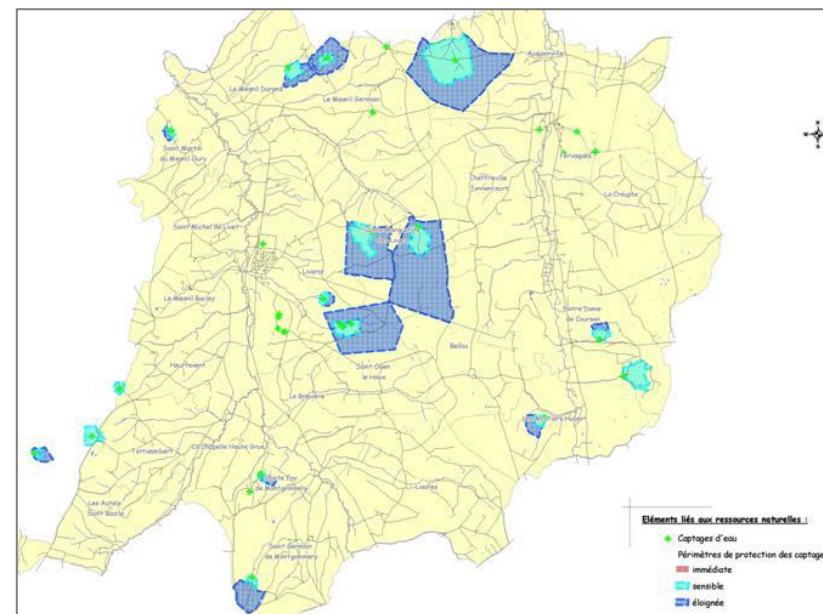 Auquainville
Le Mesnil Durand
Le Mesnil Germain
Saint Martin
du Mesnil Oury
Fervaques
Cheffreville
Tonnencourt
La Croupte
Saint Michel de Livet
Livarot
Le Mesnil Bacley
Notre Dame
de Courson
Heurtevent
Bellou
Saint Ouen
le Houx
La Brévière
Tortisambert
La Chapelle Haute Grue
Les Autels
Saint Bazile
de Montgommery
Lisores
Saint Germain
de Montgommery
Eléments liés aux ressources naturelles :
Captages d'eau
Périmètres de protection des captage
immédiate
sensible
éloignée